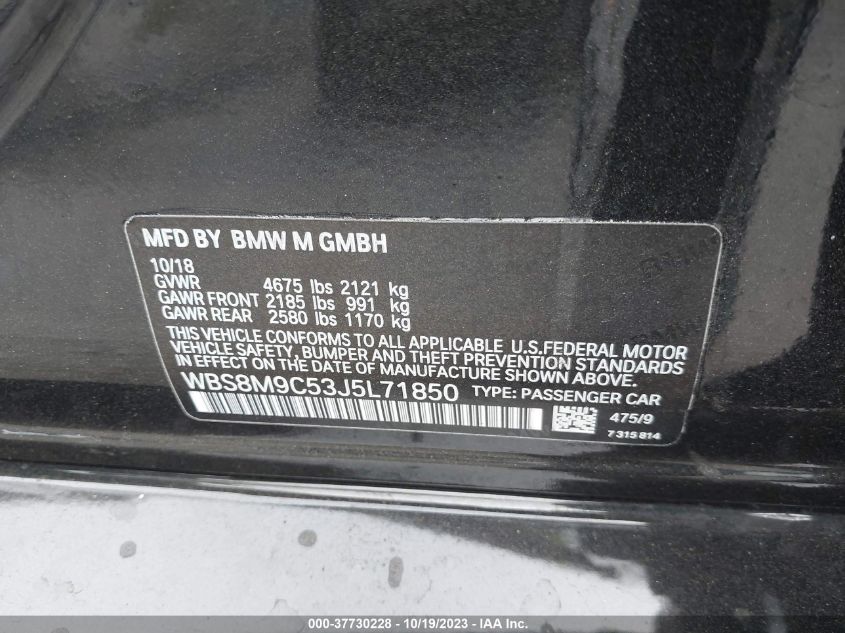 MFD BY BMW M GMBH
10/18
GVWR 4675 lbs 2121 kg
GAWR FRONT 2185 lbs 991 kg
GAWR REAR 2580 lbs 1170 kg
THIS VEHICLE CONFORMS TO ALL APPLICABLE U.S.FEDERAL MOTOR
VEHICLE SAFETY, BUMPER AND THEFT PREVENTION STANDARDS
IN EFFECT ON THE DATE OF MANUFACTURE SHOWN ABOVE.
WBS8M9C53J5L71850 TYPE: PASSENGER CAR
475/9
7 315 814
000-37730228 - 10/19/2023 - IAA Inc.